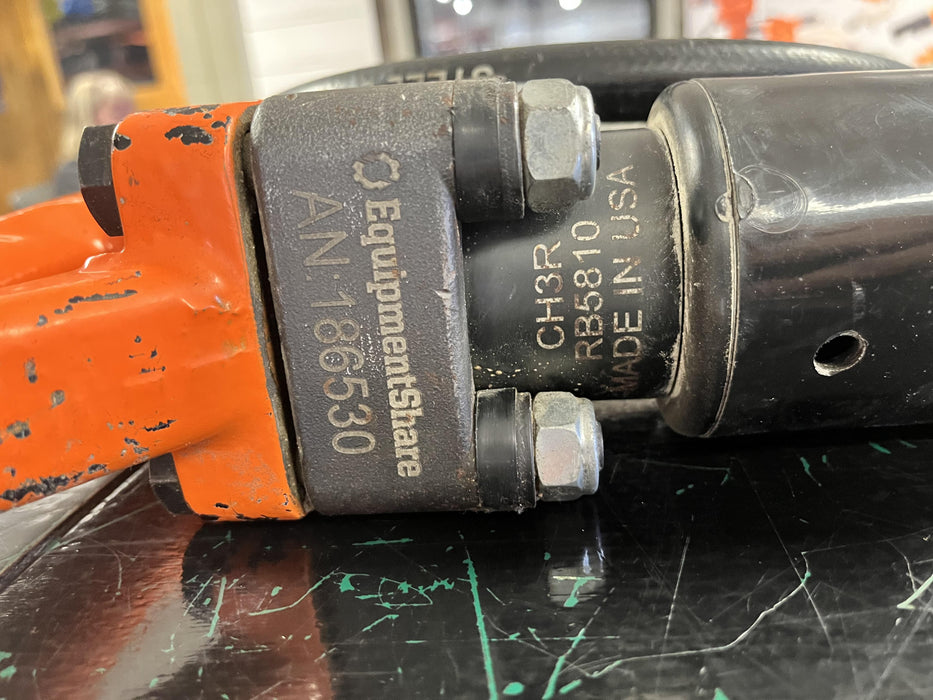 EquipmentShare
AN·186530
CH3R
RB5810
MADE IN USA